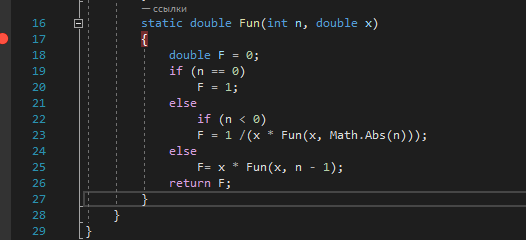 — ссылки
16 static double Fun(int n, double x)
17 {
18 double F = 0;
19 if (n == 0)
20 F = 1;
21 else
22 if (n < 0)
23 F = 1 /(x * Fun(x, Math.Abs(n)));
24 else
25 F= x * Fun(x, n - 1);
26 return F;
27 }
28 }
29 }